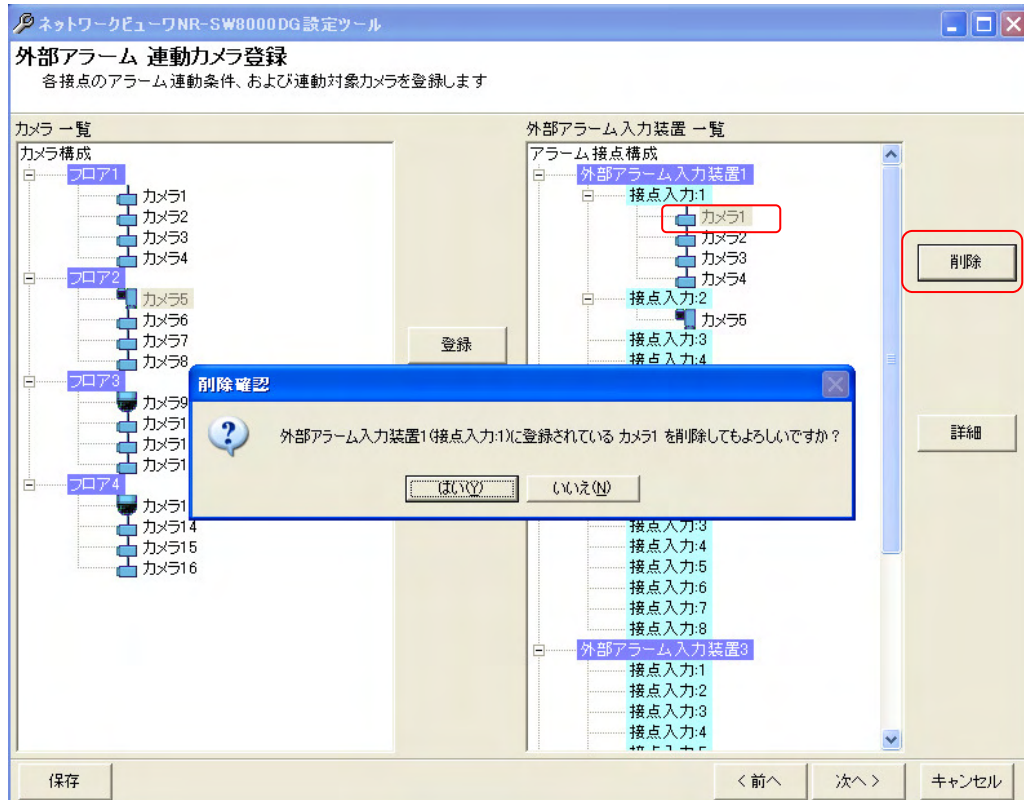 ネットワークビューワNR-SW8000DG設定ツール
外部アラーム 連動カメラ登録
各接点のアラーム連動条件、および連動対象カメラを登録します
カメラ 一覧
カメラ構成
フロア1
カメラ1
カメラ2
カメラ3
カメラ4
フロア2
カメラ5
カメラ6
カメラ7
カメラ8
フロア3
カメラ9
カメラ1
カメラ1
カメラ1
フロア4
カメラ1
カメラ14
カメラ15
カメラ16
登録
外部アラーム入力装置 一覧
アラーム接点構成
外部アラーム入力装置1
接点入力:1
カメラ1
カメラ2
カメラ3
カメラ4
接点入力:2
カメラ5
接点入力:3
接点入力:4
削除
詳細
削除確認
外部アラーム入力装置1(接点入力:1)に登録されている カメラ1 を削除してもよろしいですか?
はい(Y)
いいえ(N)
接点入力:3
接点入力:4
接点入力:5
接点入力:6
接点入力:7
接点入力:8
外部アラーム入力装置3
接点入力:1
接点入力:2
接点入力:3
接点入力:4
保存
<前へ
次へ>
キャンセル